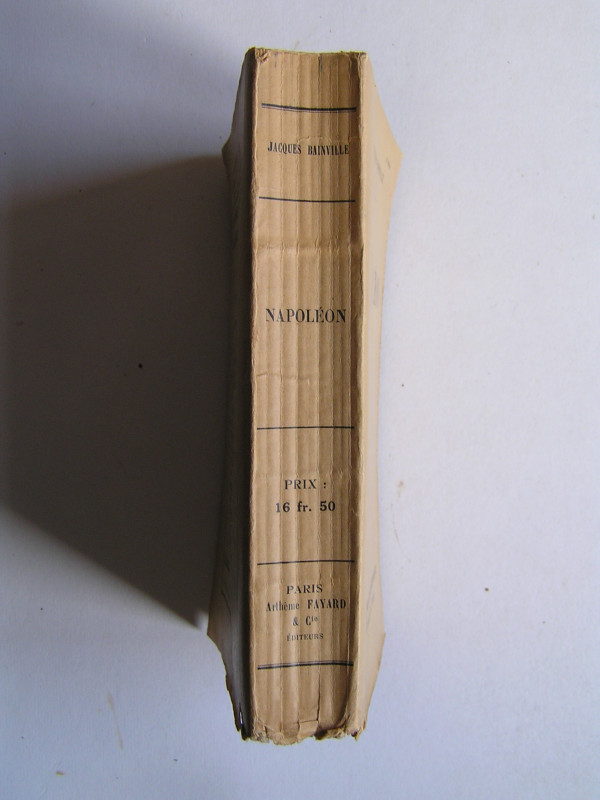 JACQUES BAINVILLE
NAPOLÉON
PRIX :
16 fr. 50
PARIS
Arthème FAYARD
& Cie
ÉDITEURS